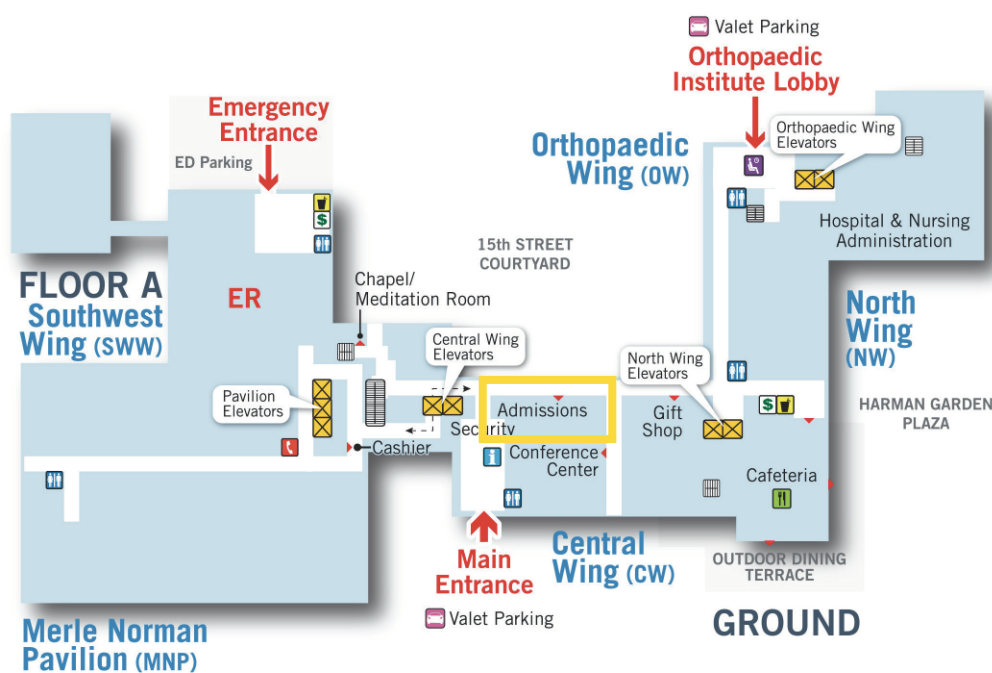 Valet Parking
Orthopaedic
Institute Lobby
Emergency
Entrance
ED Parking
Orthopaedic
Wing (OW)
Orthopaedic Wing
Elevators
Hospital & Nursing
Administration
15th STREET
COURTYARD
FLOOR A
Southwest
Wing (SWW)
ER
Chapel/
Meditation Room
Central Wing
Elevators
North Wing
Elevators
North
Wing
(NW)
Pavilion
Elevators
Admissions
Security
Gift
Shop
$
$
HARMAN GARDEN
PLAZA
Cashier
i
Conference
Center
Cafeteria
Main
Entrance
Valet Parking
Central
Wing (CW)
OUTDOOR DINING
TERRACE
GROUND
Merle Norman
Pavilion (MNP)